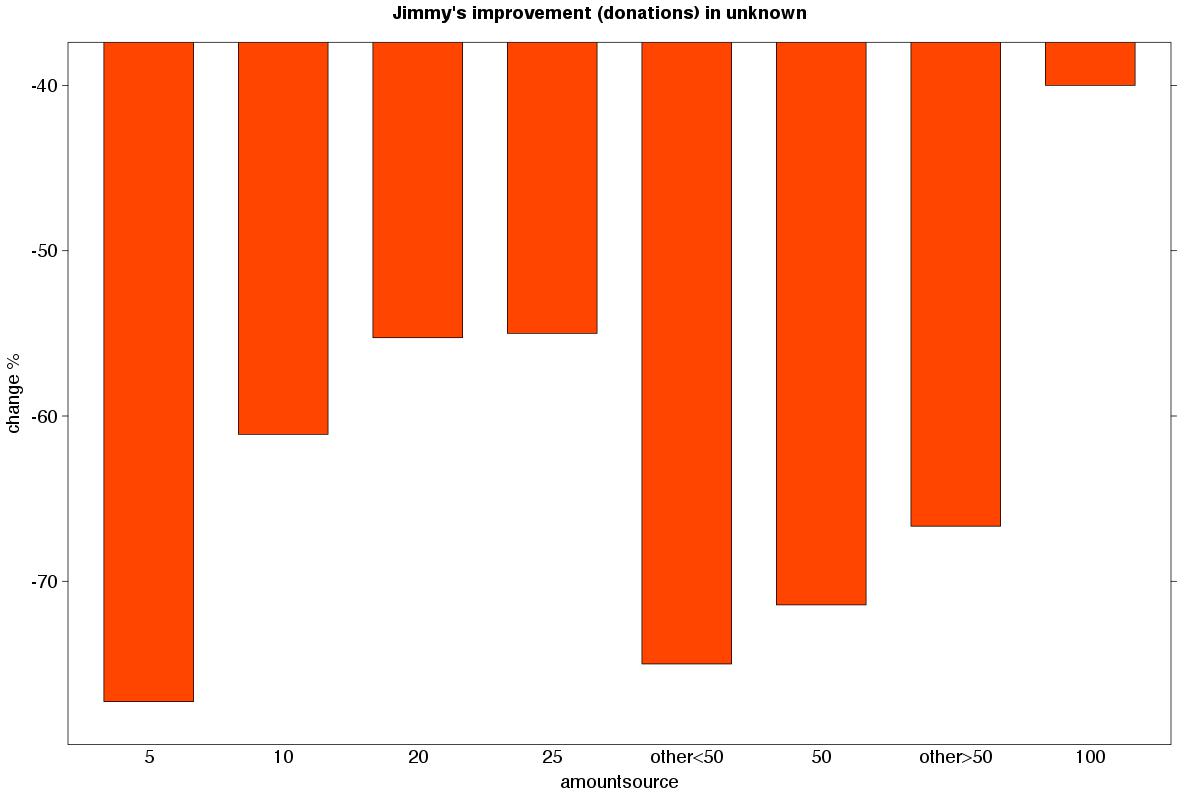 Jimmy's improvement (donations) in unknown
-40
-50
-60
-70
change %
5 10 20 25 other<50 50 other>50 100
amountsource